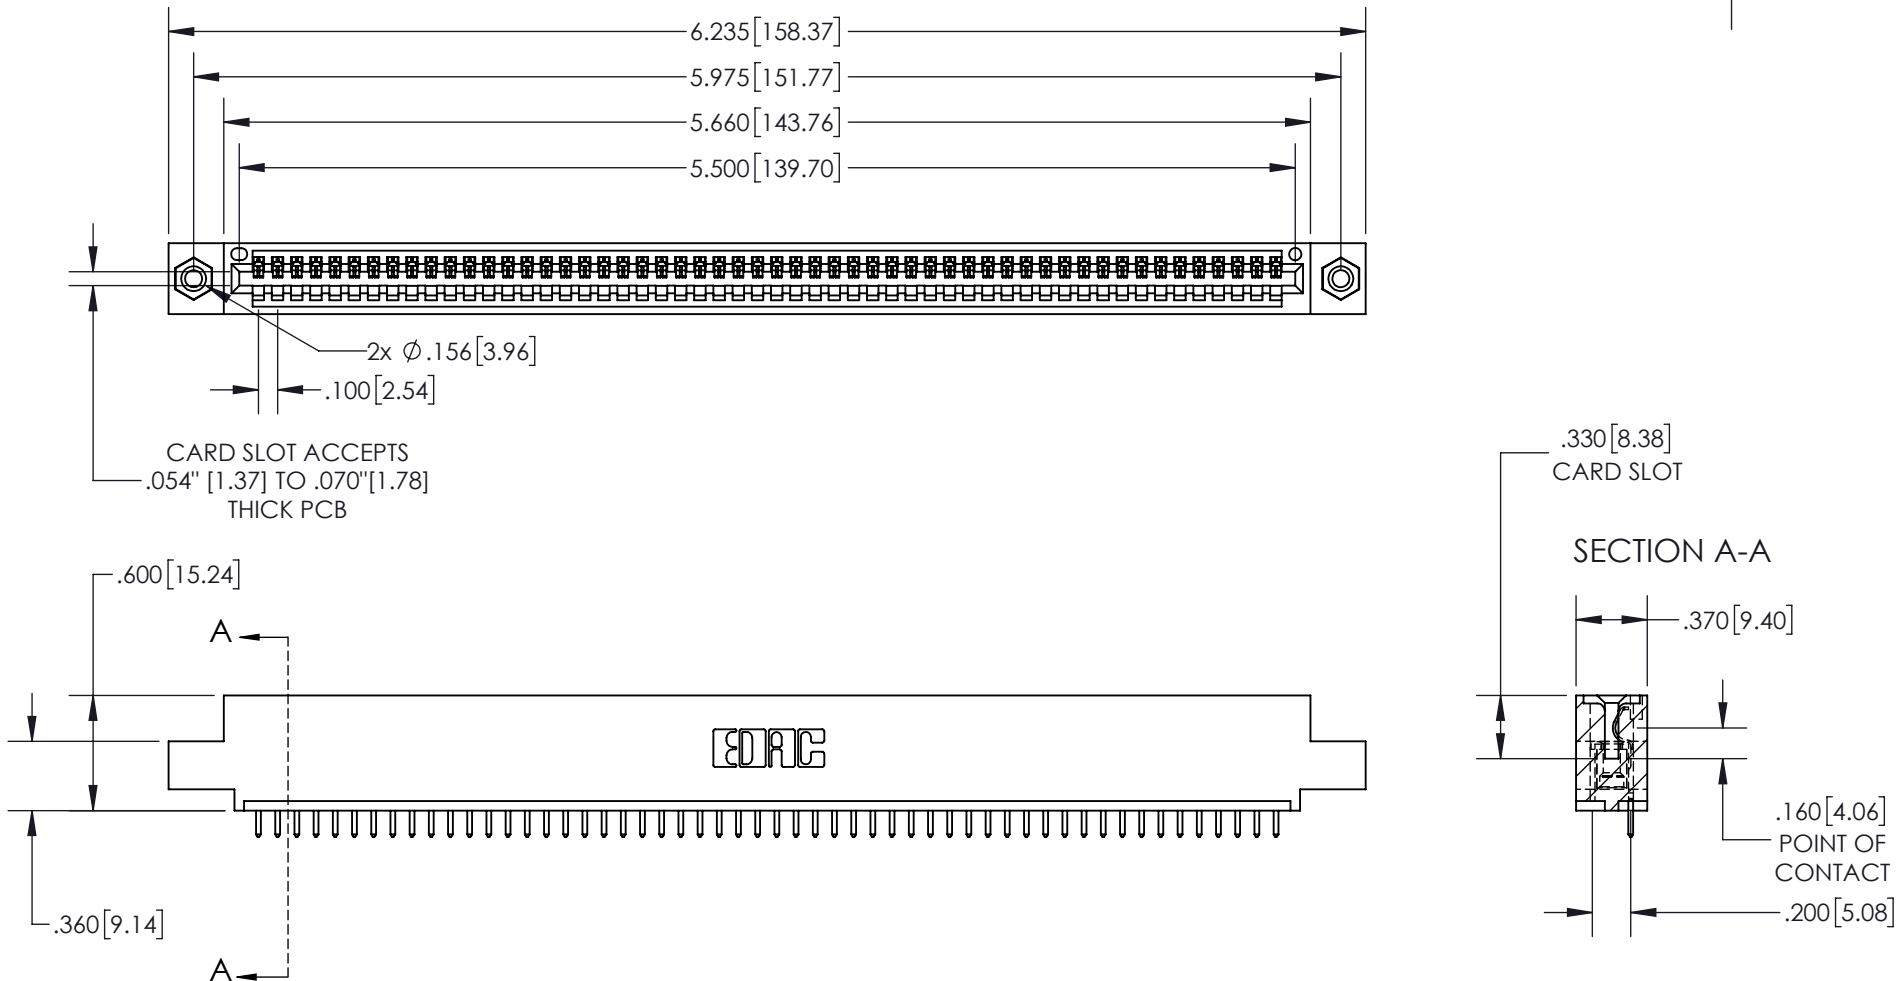 6.235[158.37]
5.975[151.77]
5.660[143.76]
5.500[139.70]
2x ∅.156[3.96]
.100[2.54]
CARD SLOT ACCEPTS
.054" [1.37] TO .070"[1.78]
THICK PCB
.330[8.38]
CARD SLOT
SECTION A-A
.600[15.24]
.370[9.40]
A
EDAC
.160[4.06]
POINT OF
CONTACT
.200[5.08]
.360[9.14]
A